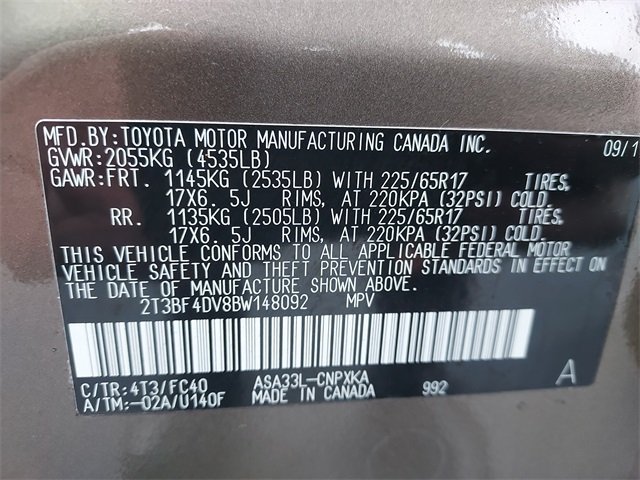 MFD.BY:TOYOTA MOTOR MANUFACTURING CANADA INC. 09/1
GVWR:2055KG (4535LB)
GAWR:FRT. 1145KG (2535LB) WITH 225/65R17 TIRES,
17X6. 5J RIMS, AT 220KPA (32PSI) COLD.
RR. 1135KG (2505LB) WITH 225/65R17 TIRES,
17X6. 5J RIMS, AT 220KPA (32PSI) COLD.
THIS VEHICLE CONFORMS TO ALL APPLICABLE FEDERAL MOTOR
VEHICLE SAFETY AND THEFT PREVENTION STANDARDS IN EFFECT ON
THE DATE OF MANUFACTURE SHOWN ABOVE.
2T3BF4DV8BW148092 MPV
C/TR:4T3/FC40 ASA33L-CNPXKA A
A/TM:-02A/U140F MADE IN CANADA 992